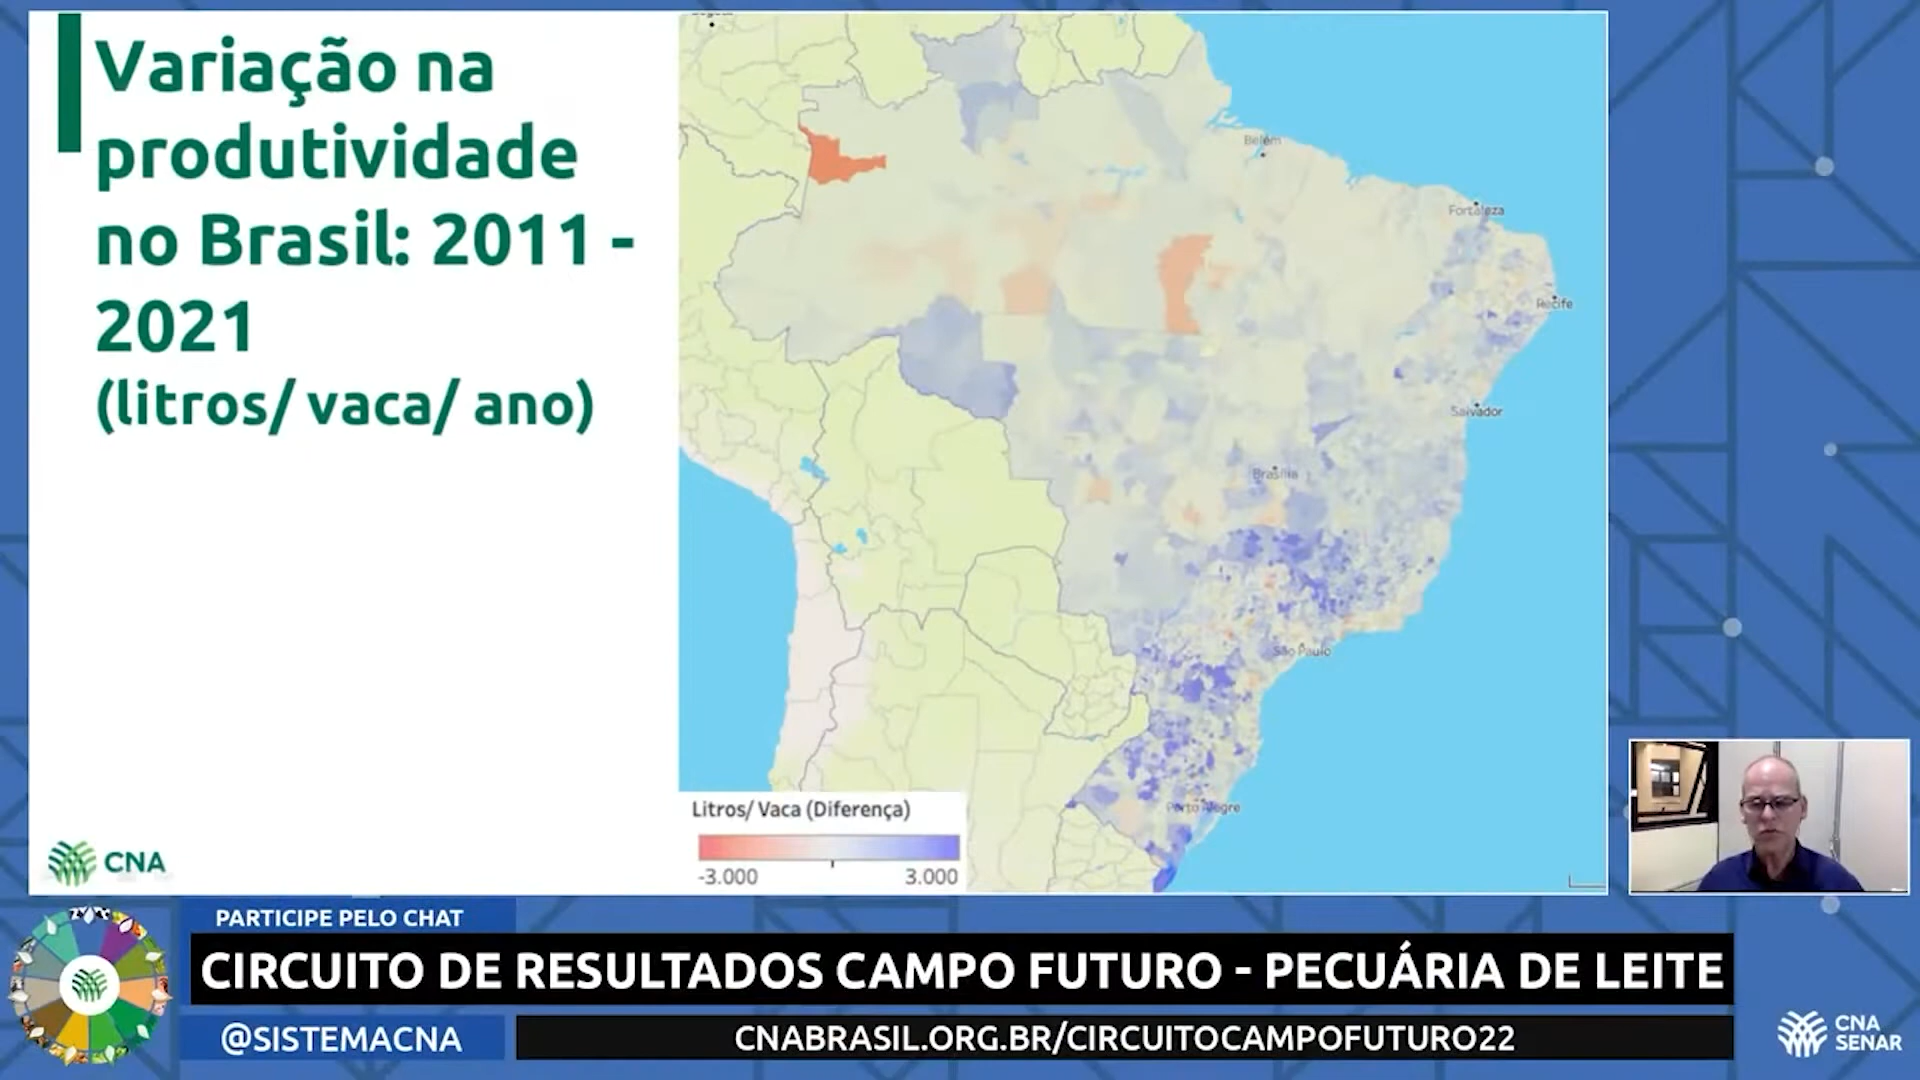 Variação na
produtividade
no Brasil: 2011 -
2021
(litros/ vaca/ ano)
Belém
Fortaleza
Recife
Salvador
Brasília
São Paulo
Porto Alegre
Litros/ Vaca (Diferença)
-3.000 3.000
CNA
PARTICIPE PELO CHAT
CIRCUITO DE RESULTADOS CAMPO FUTURO - PECUÁRIA DE LEITE
@SISTEMACNA
CNABRASIL.ORG.BR/CIRCUITOCAMPOFUTURO22
CNA
SENAR